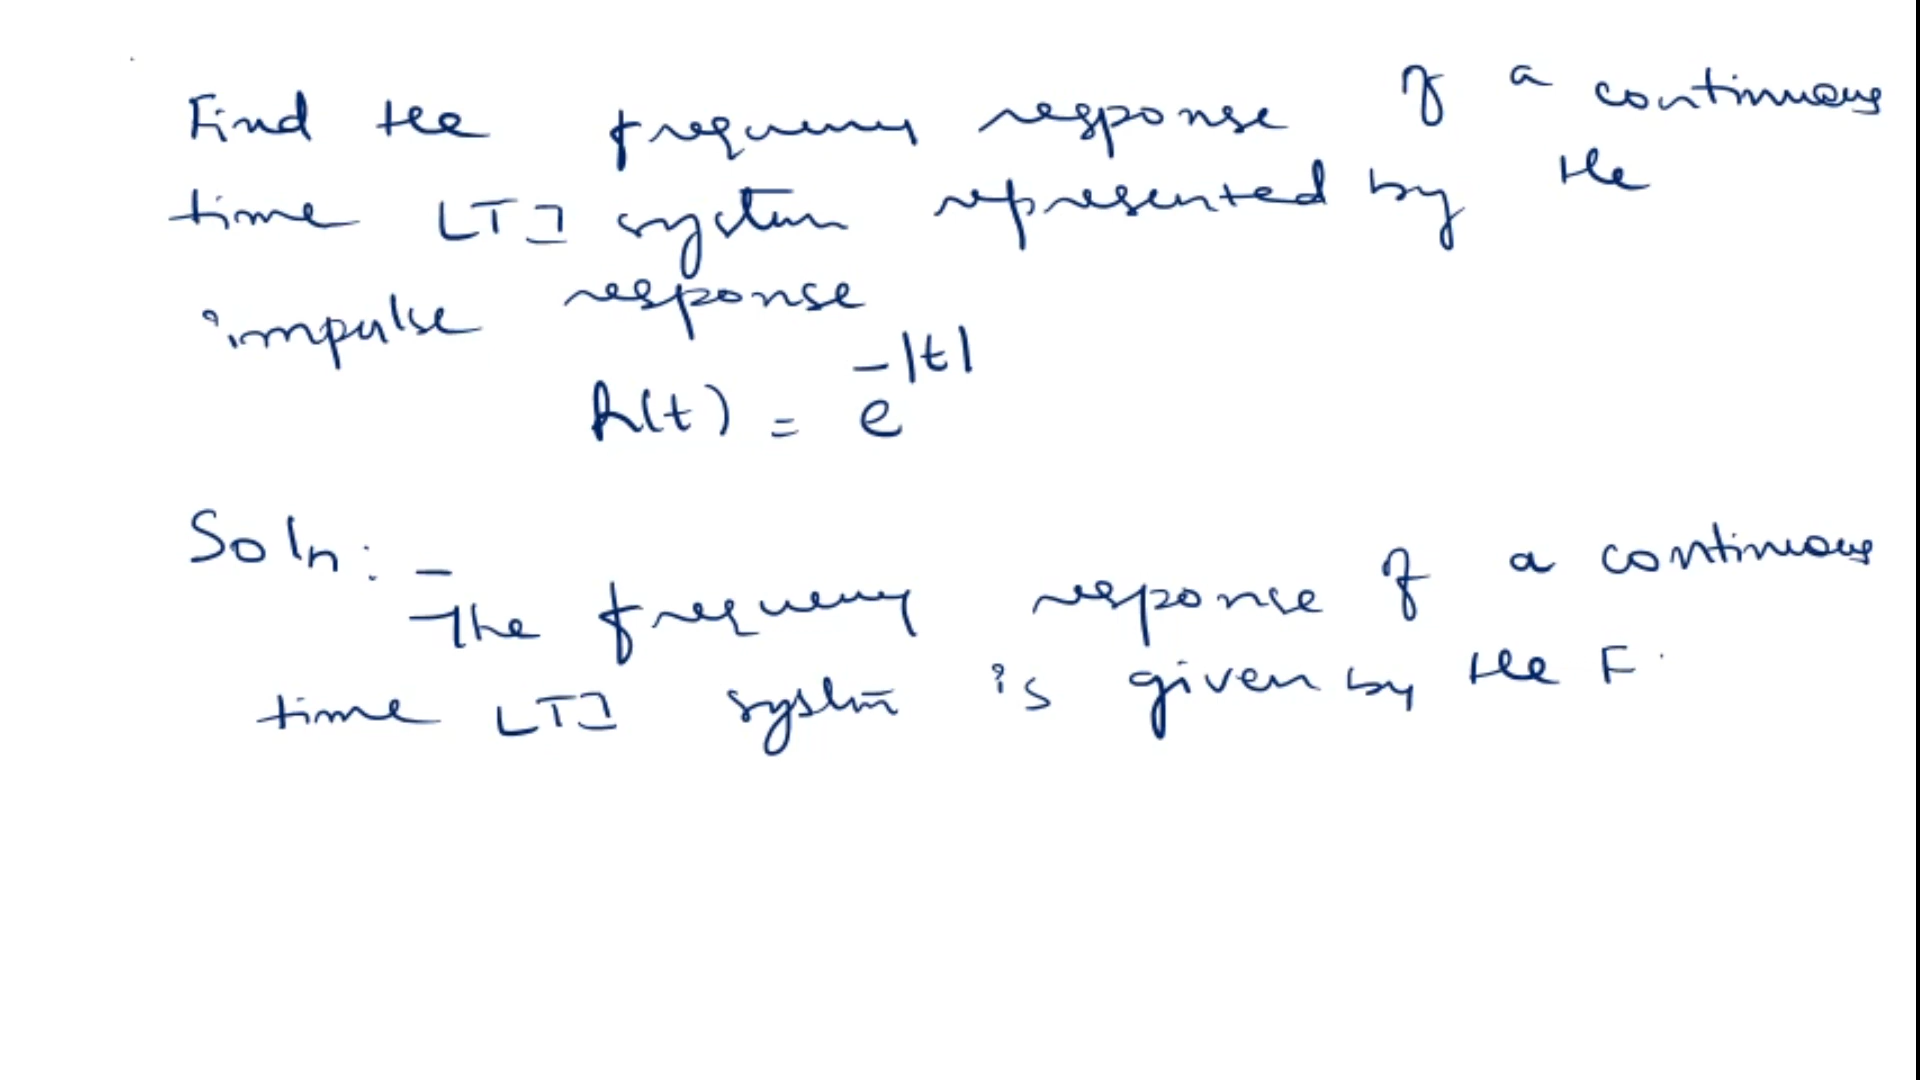 Find the frequency response of a continuous
time LTI system represented by the
impulse response
h(t) = e^{-|t|}
Soln: -
The frequency response of a continuous
time LTI system is given by the F.